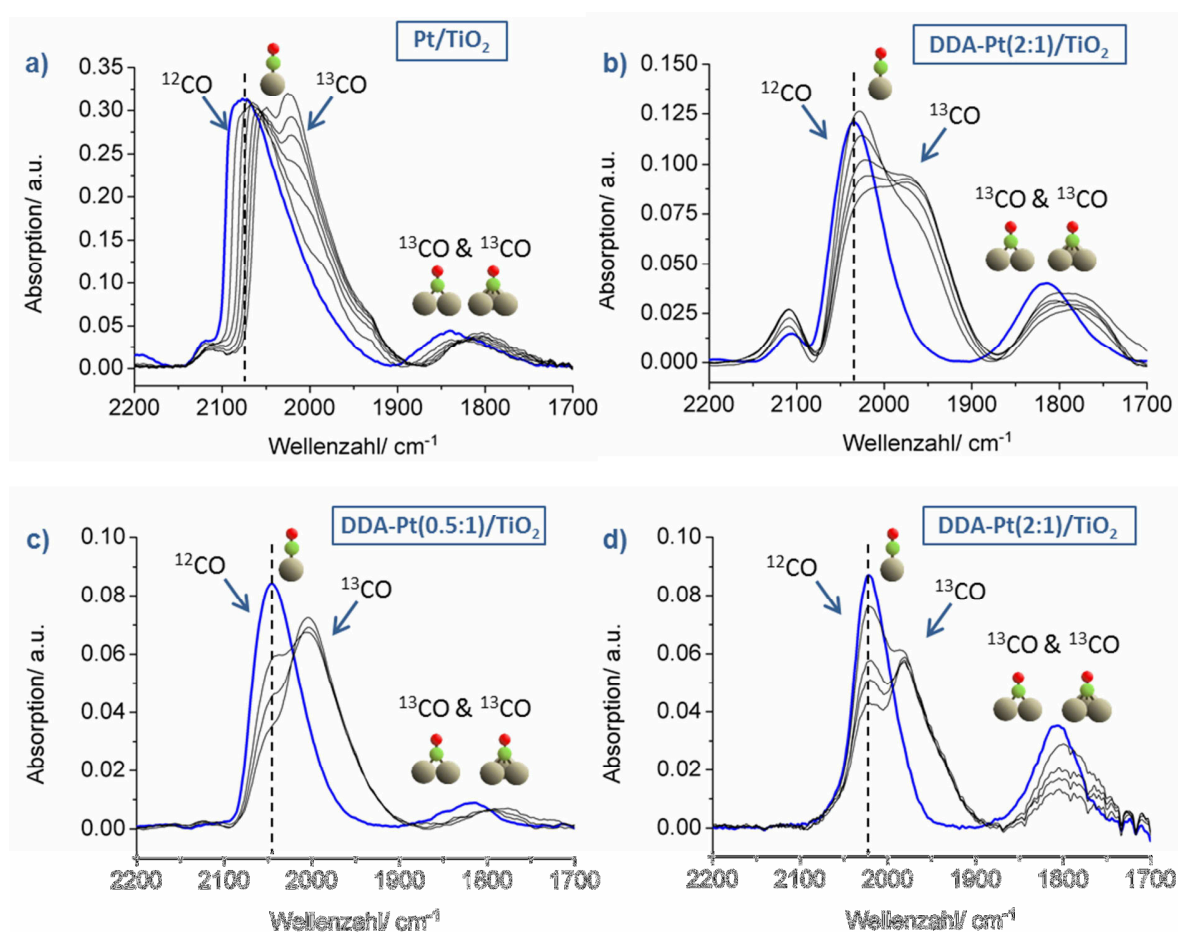 a)
Pt/TiO₂
¹²CO
¹³CO
¹³CO & ¹³CO
Absorption/ a.u.
0.35
0.30
0.25
0.20
0.15
0.10
0.05
0.00
2200 2100 2000 1900 1800 1700
Wellenzahl/ cm⁻¹
b)
DDA-Pt(2:1)/TiO₂
¹²CO
¹³CO
¹³CO & ¹³CO
Absorption/ a.u.
0.150
0.125
0.100
0.075
0.050
0.025
0.000
2200 2100 2000 1900 1800 1700
Wellenzahl/ cm⁻¹
c)
DDA-Pt(0.5:1)/TiO₂
¹²CO
¹³CO
¹³CO & ¹³CO
Absorption/ a.u.
0.10
0.08
0.06
0.04
0.02
0.00
2200 2100 2000 1900 1800 1700
Wellenzahl/ cm⁻¹
d)
DDA-Pt(2:1)/TiO₂
¹²CO
¹³CO
¹³CO & ¹³CO
Absorption/ a.u.
0.10
0.08
0.06
0.04
0.02
0.00
2200 2100 2000 1900 1800 1700
Wellenzahl/ cm⁻¹